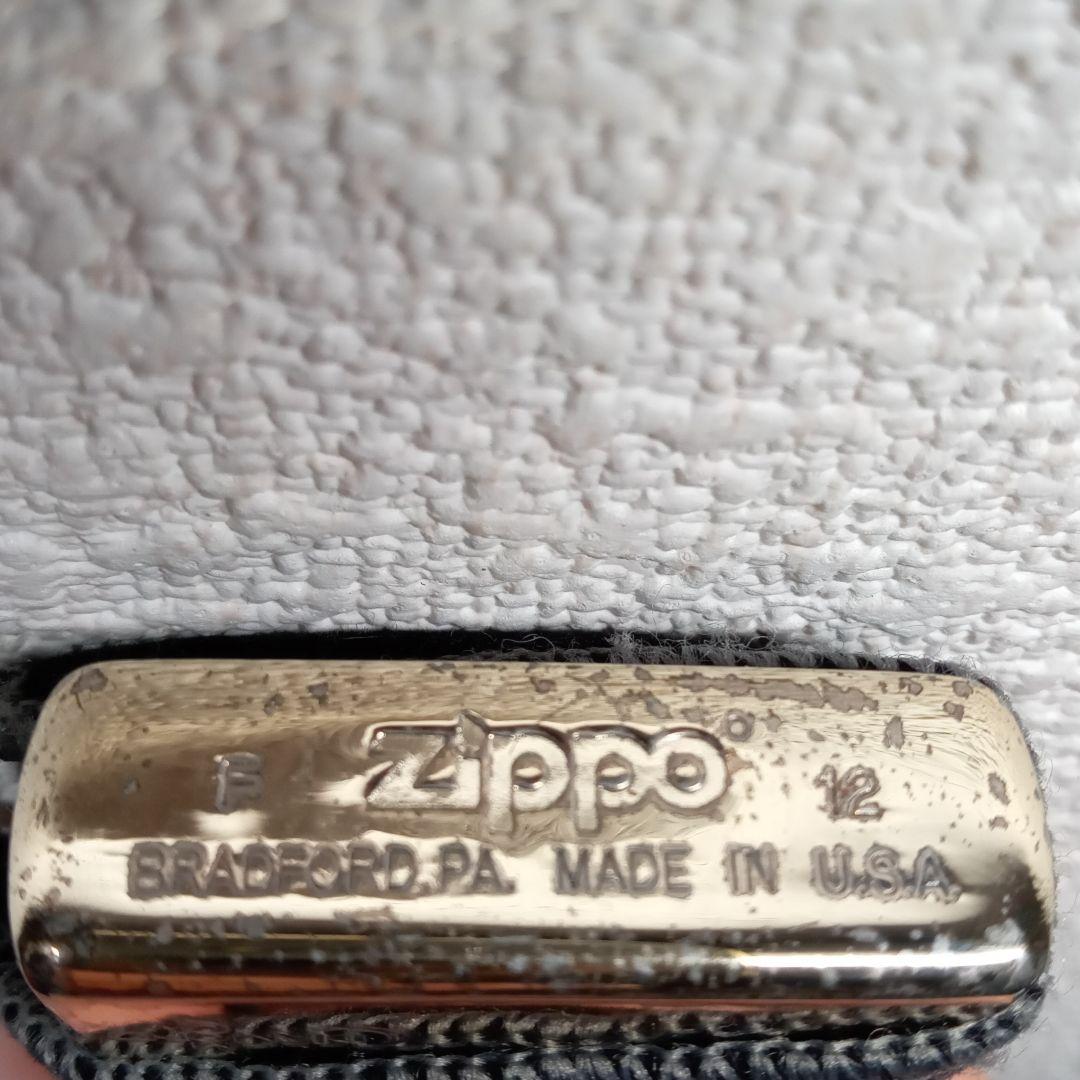 F Zippo® 12
BRADFORD,PA. MADE IN U.S.A.